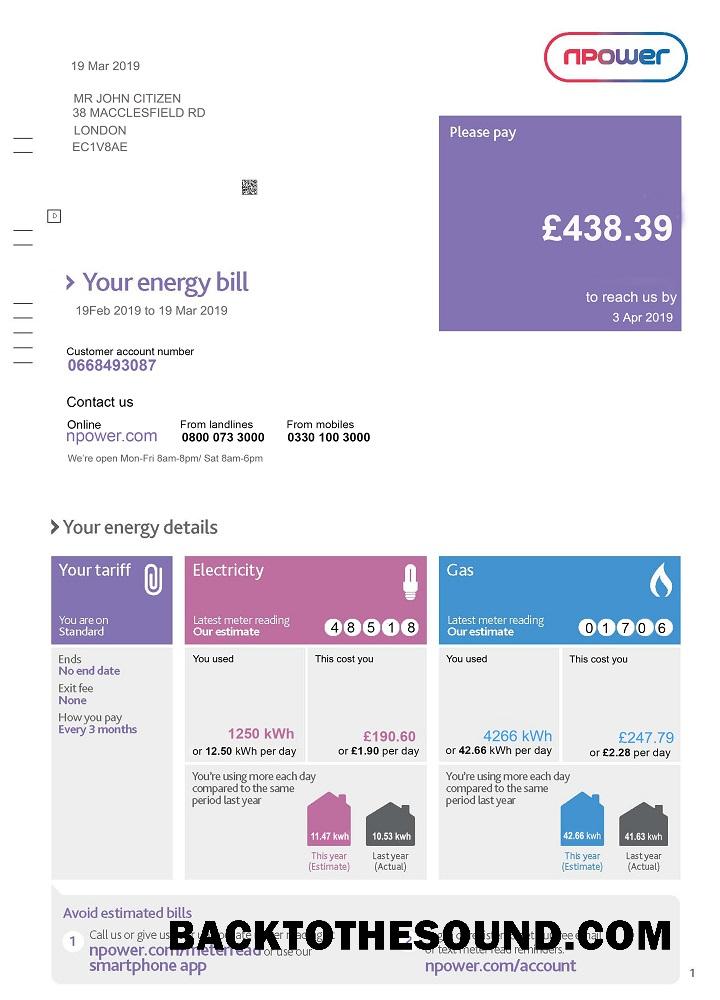 npower
19 Mar 2019
MR JOHN CITIZEN
38 MACCLESFIELD RD
LONDON
EC1V8AE
Please pay
£438.39
to reach us by
3 Apr 2019
D
Your energy bill
19Feb 2019 to 19 Mar 2019
Customer account number
0668493087
Contact us
Online From landlines From mobiles
npower.com 0800 073 3000 0330 100 3000
We're open Mon-Fri 8am-8pm/ Sat 8am-6pm
Your energy details
Your tariff
You are on
Standard
Ends
No end date
Exit fee
None
How you pay
Every 3 months
Electricity
Latest meter reading
Our estimate 4 8 5 1 8
You used This cost you
1250 kWh £190.60
or 12.50 kWh per day or £1.90 per day
You're using more each day
compared to the same
period last year
11.47 kwh 10.53 kwh
This year Last year
(Estimate) (Actual)
Gas
Latest meter reading
Our estimate 0 1 7 0 6
You used This cost you
4266 kWh £247.79
or 42.66 kWh per day or £2.28 per day
You're using more each day
compared to the same
period last year
42.66 kwh 41.63 kwh
This year Last year
(Estimate) (Actual)
Avoid estimated bills
1 Call us or give us
npower.com/meterread or use our
smartphone app
or text meter read reminders.
npower.com/account
BACKTOTHESOUND.COM
1